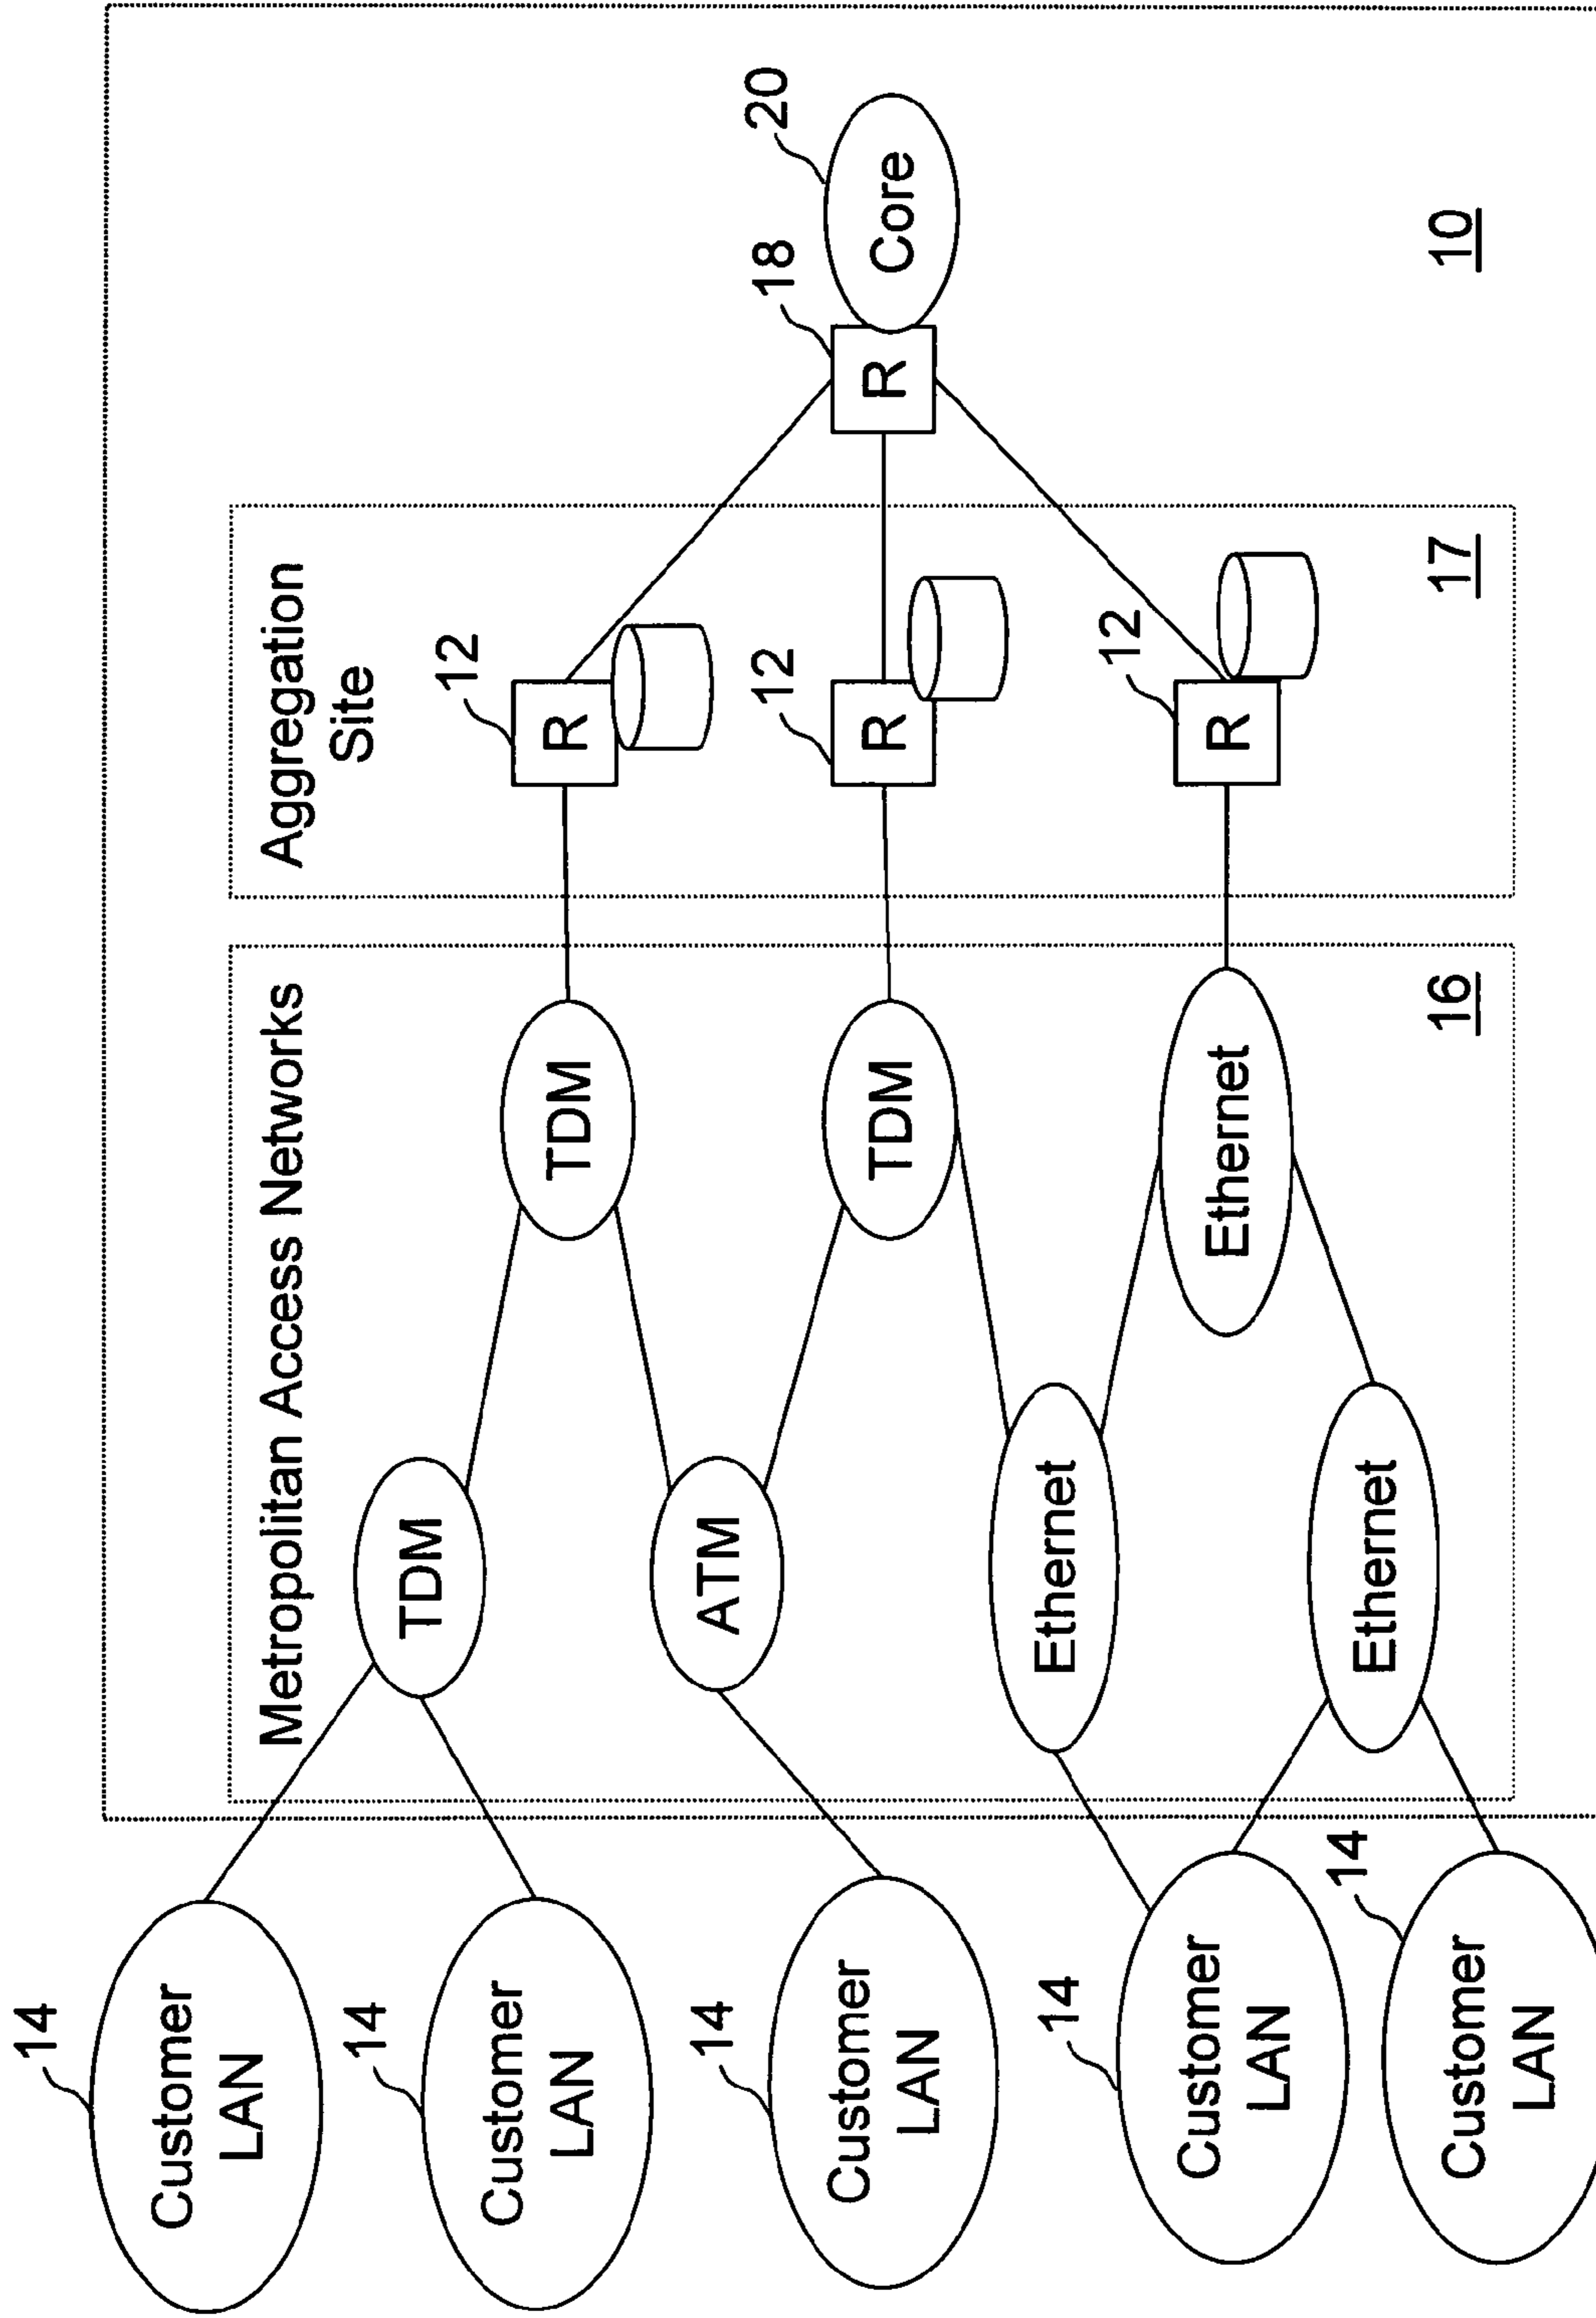 14
Customer
LAN
14
Customer
LAN
14
Customer
LAN
14
Customer
LAN
14
Customer
LAN
Metropolitan Access Networks
TDM
TDM
ATM
TDM
Ethernet
Ethernet
Ethernet
16
Aggregation
Site
12
R
12
R
12
R
17
18
R
20
Core
10